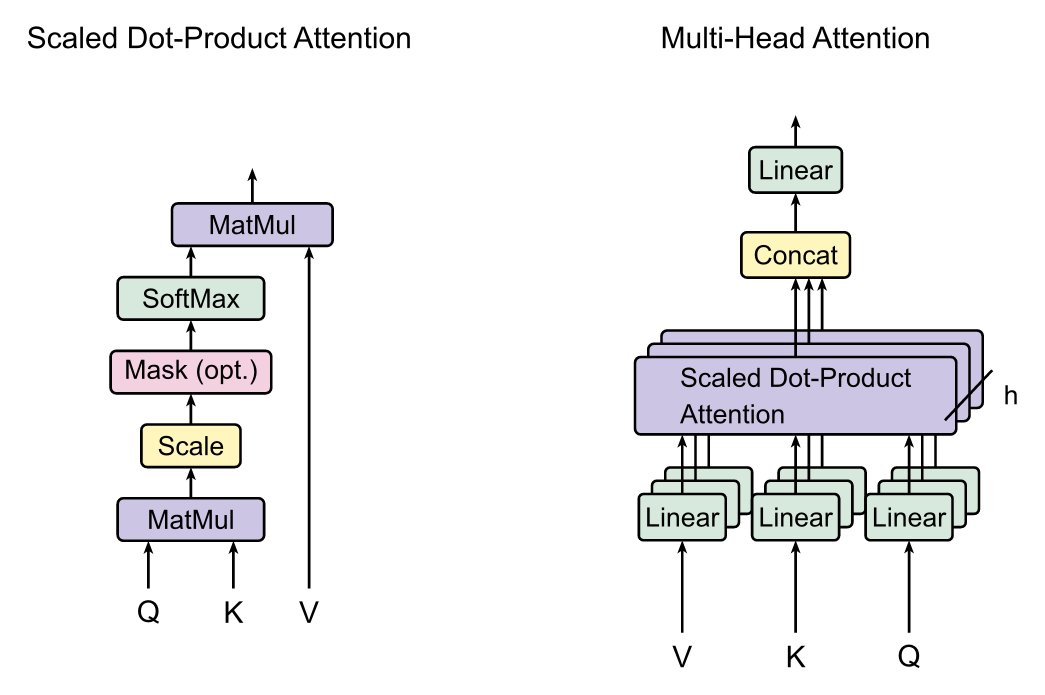 Scaled Dot-Product Attention
MatMul
SoftMax
Mask (opt.)
Scale
MatMul
Q K V
Multi-Head Attention
Linear
Concat
Scaled Dot-Product
Attention
h
Linear Linear Linear
V K Q